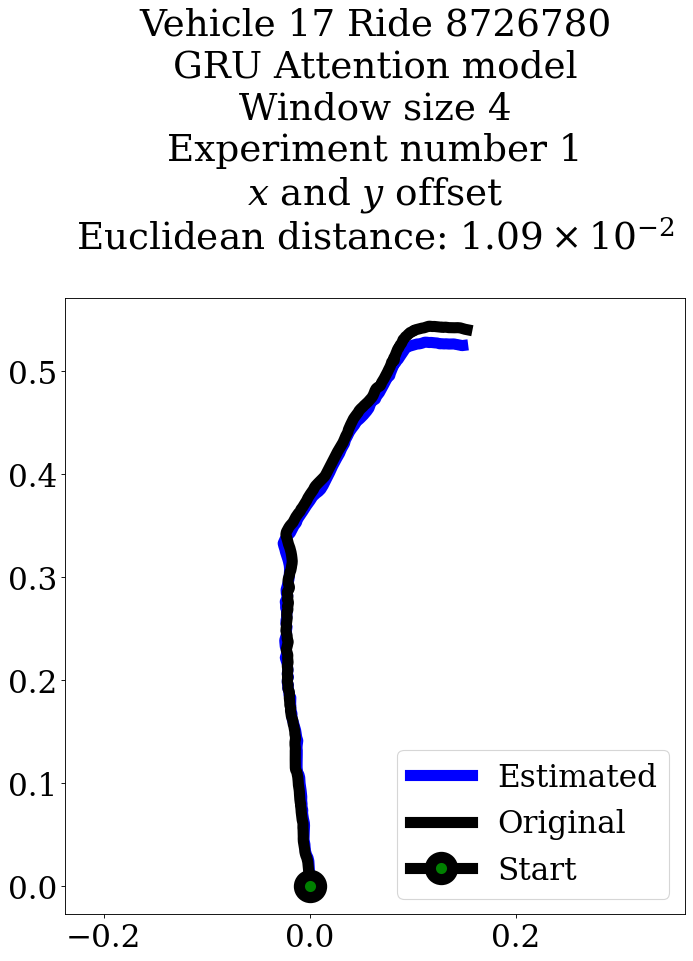 Vehicle 17 Ride 8726780
GRU Attention model
Window size 4
Experiment number 1
x and y offset
Euclidean distance: 1.09 × 10⁻²
0.5
0.4
0.3
0.2
0.1
0.0
Estimated
Original
Start
−0.2
0.0
0.2